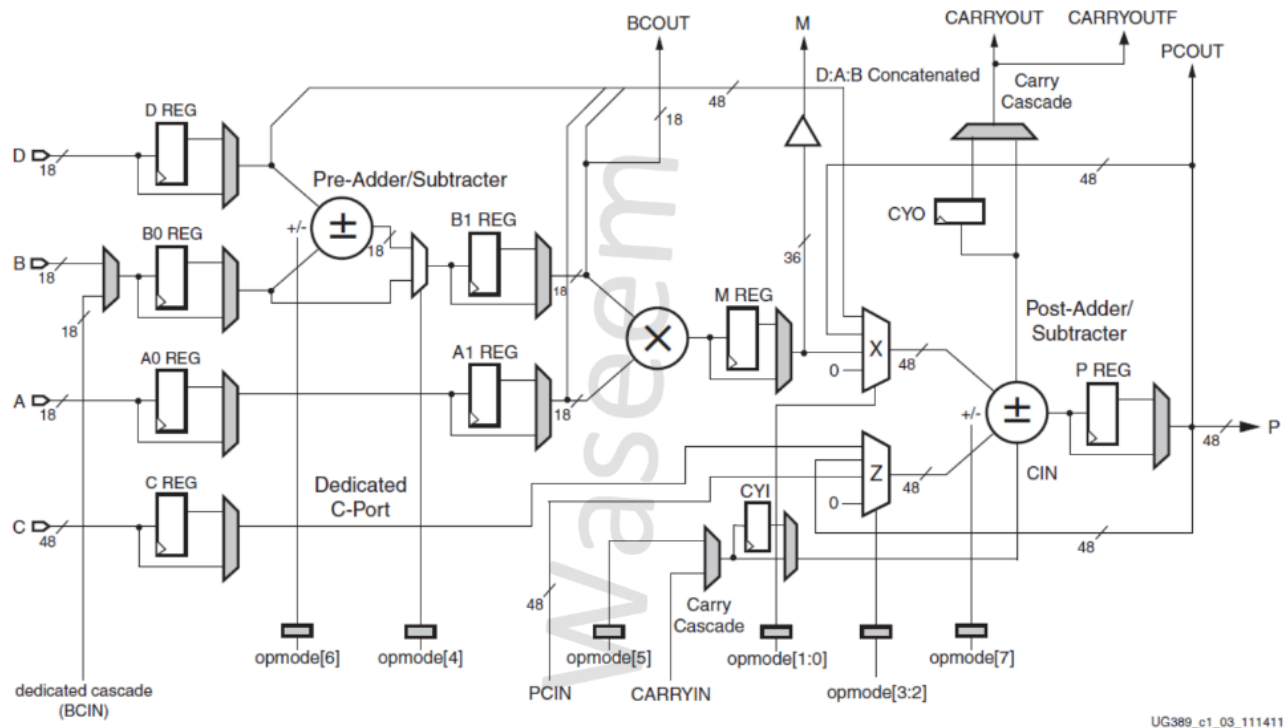 BCOUT
M
CARRYOUT
CARRYOUTF
PCOUT
D:A:B Concatenated
Carry
Cascade
48
18
D REG
D
18
Pre-Adder/Subtracter
48
CYO
B0 REG
+/-
±
18
B1 REG
B
18
36
18
M REG
Post-Adder/
Subtracter
18
×
X
48
0
A0 REG
A1 REG
P REG
A
18
18
+/-
±
48
P
C REG
Dedicated
C-Port
Z
48
CIN
CYI
0
C
48
48
48
Carry
Cascade
opmode[6]
opmode[4]
opmode[5]
opmode[1:0]
opmode[7]
dedicated cascade
(BCIN)
PCIN
CARRYIN
opmode[3:2]
UG389_c1_03_111411
Waseem